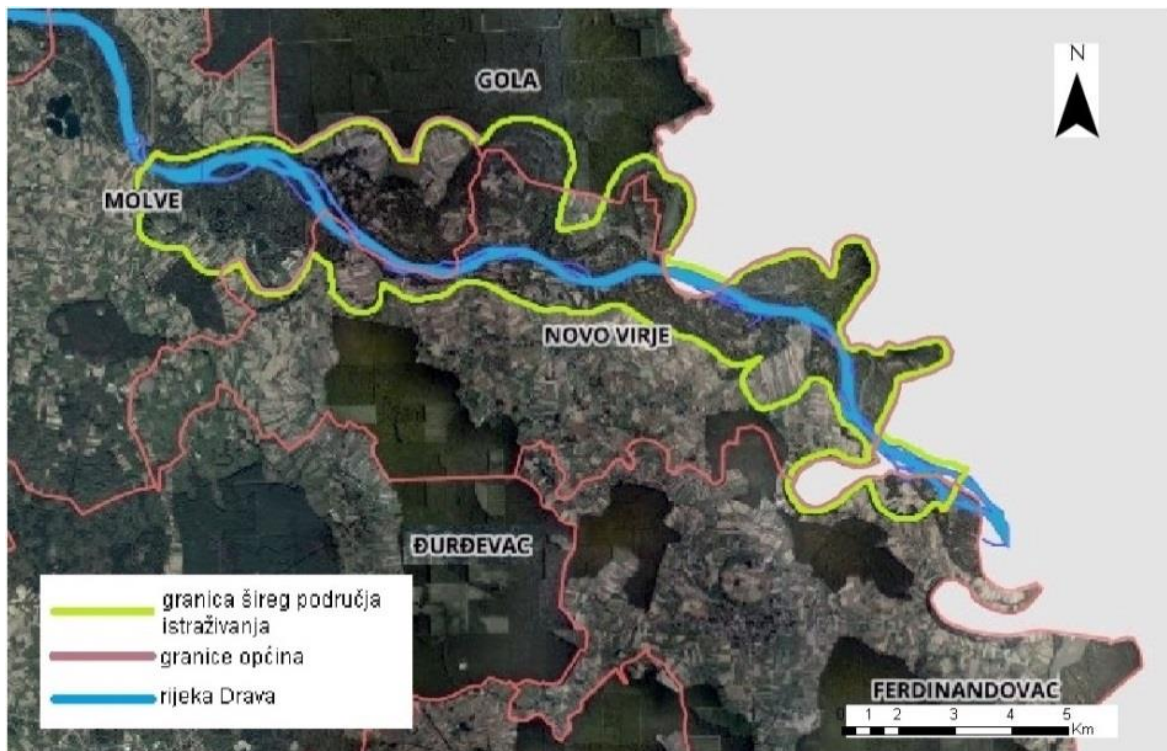 N
GOLA
MOLVE
NOVO VIRJE
ĐURĐEVAC
granica šireg područja
istraživanja
granice općina
rijeka Drava
FERDINANDOVAC
0 1 2 3 4 5
Km